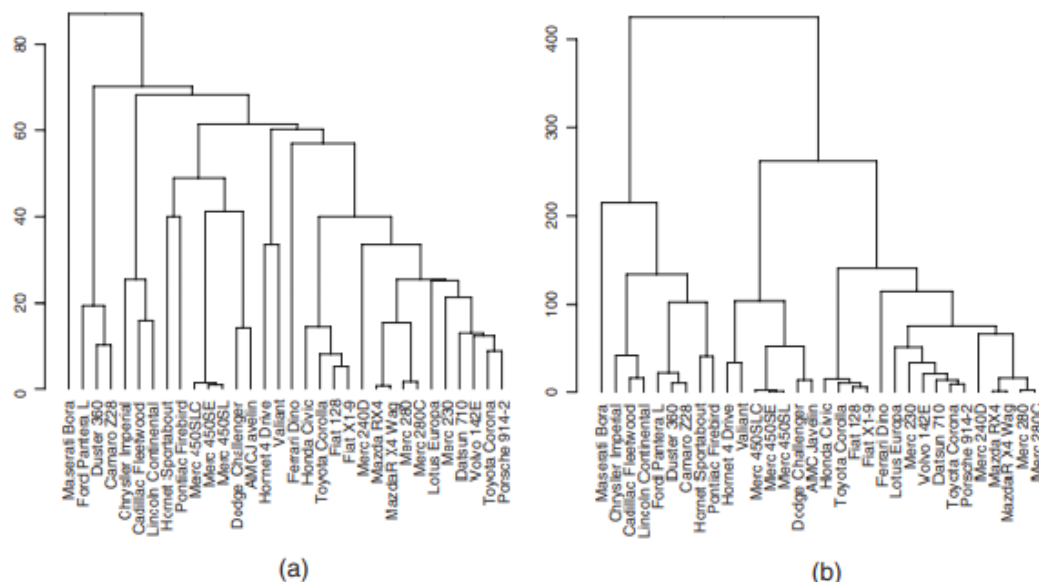 80
60
40
20
0
Maserati Bora
Ford Pantera L
Duster 360
Camaro Z28
Chrysler Imperial
Cadillac Fleetwood
Lincoln Continental
Hornet Sportabout
Pontiac Firebird
Merc 450SLC
Merc 450SE
Merc 450SL
Dodge Challenger
AMCJ Javelin
Hornet 4 Drive
Valiant
Ferrari Dino
Honda Civic
Toyota Corolla
Fiat 128
Fiat X1-9
Merc 240D
Mazda RX4
MazdaR X4 Wag
Merc 280
Merc 280C
Lotus Europa
Merc 230
Datsun 710
Volvo 142E
Toyota Corona
Porsche 914-2
(a)
400
300
200
100
0
Maserati Bora
Chrysler Imperial
Cadillac Fleetwood
Lincoln Continental
Ford Pantera L
Duster 360
Camaro Z28
Hornet Sportabout
Pontiac Firebird
Hornet 4 Drive
Valiant
Merc 450SLC
Merc 450SE
Merc 450SL
Dodge Challenger
AMC Javelin
Honda Civic
Toyota Corolla
Fiat 128
Fiat X1-9
Ferrari Dino
Lotus Europa
Merc 230
Volvo 142E
Datsun 710
Toyota Corona
Porsche 914-2
Merc 240D
Mazda RX4
MazdaR X4 Wag
Merc 280
Merc 280C
(b)